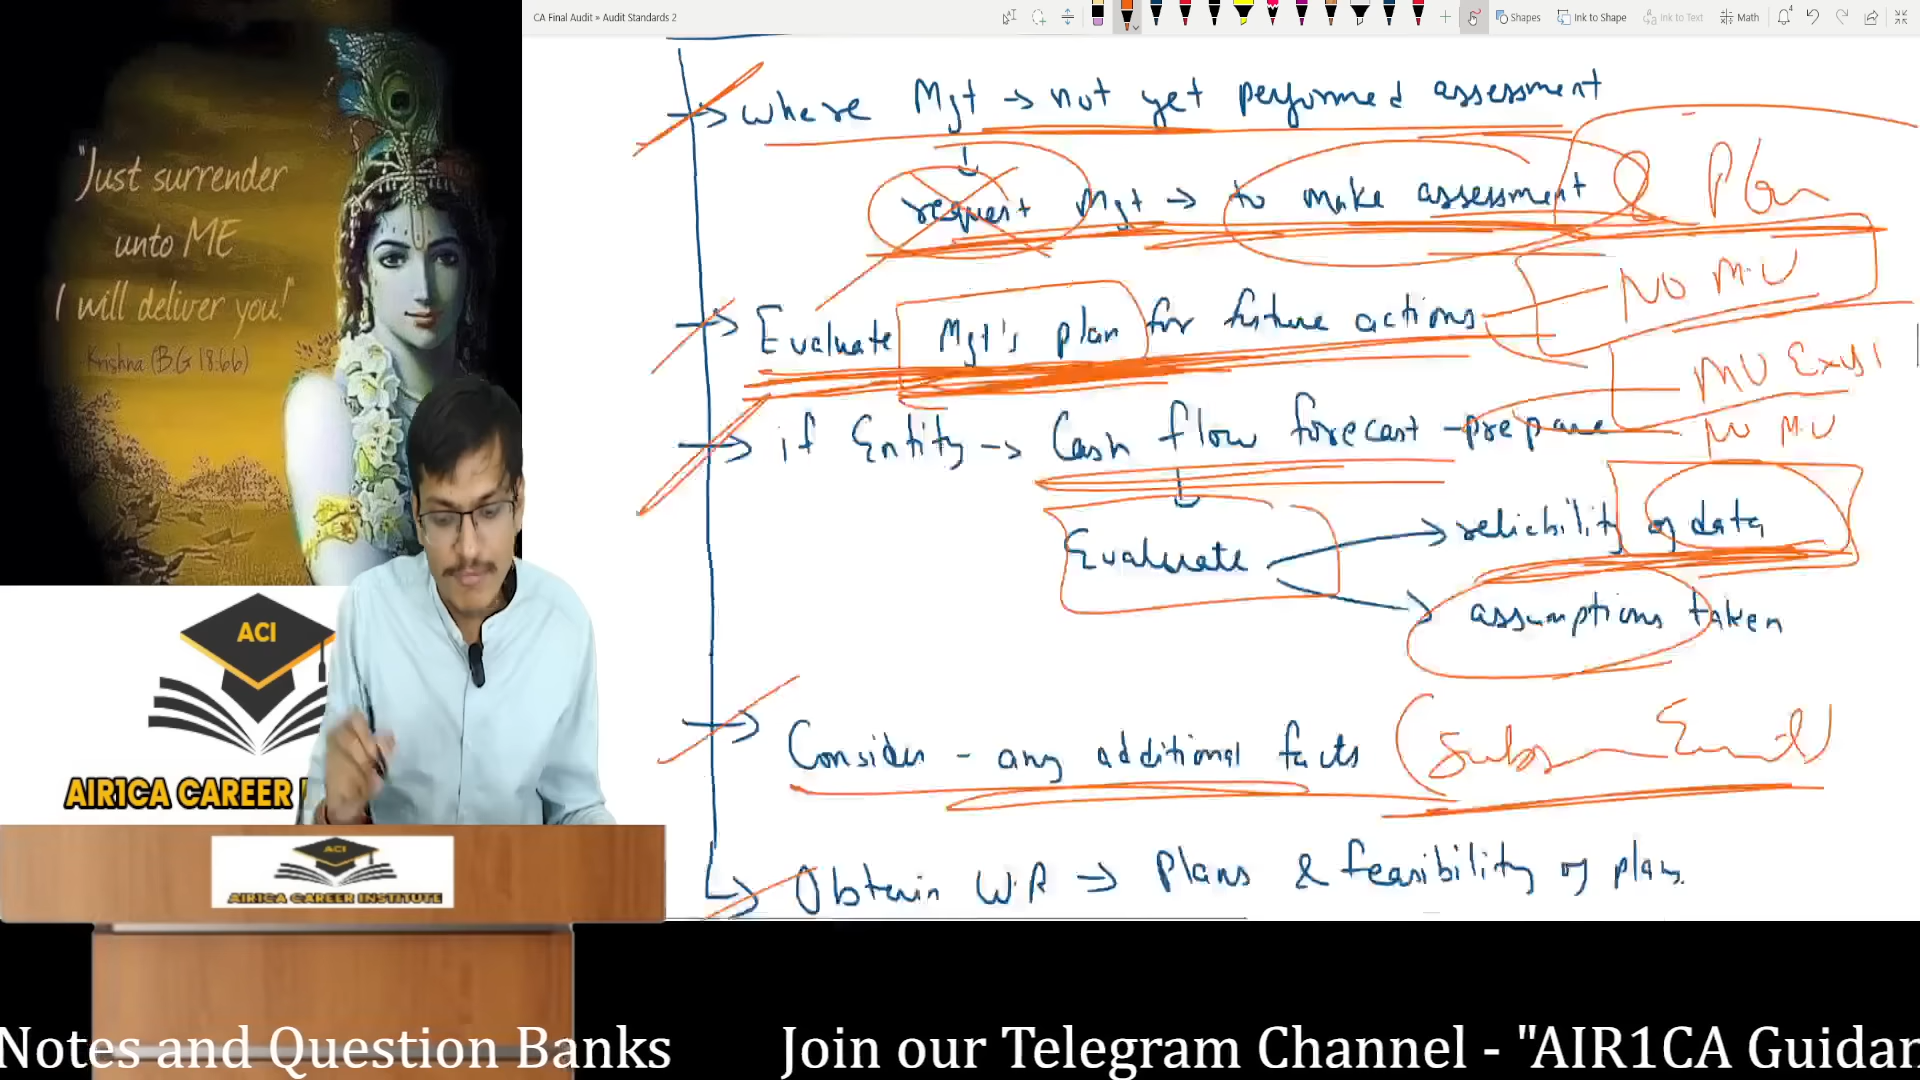 CA Final Audit » Audit Standards 2
Shapes
Ink to Shape
Ink to Text
Math
"Just surrender
unto ME
I will deliver you!"
Krishna (B.G 18.66)
ACI
AIR1CA CAREER
ACI
AIR1CA CAREER INSTITUTE
→ where Mgt → not yet performed assessment
request Mgt → to make assessment & Plan
→ Evaluate Mgt's plan for future actions
NO M.U
MU Exist
NO MU
→ if Entity → Cash flow forecast - prepare
Evaluate → reliability of data
→ assumptions taken
→ Consider - any additional facts (Subs Event)
→ Obtain W.R → Plans & feasibility of plans.
Notes and Question Banks
Join our Telegram Channel - "AIR1CA Guidan